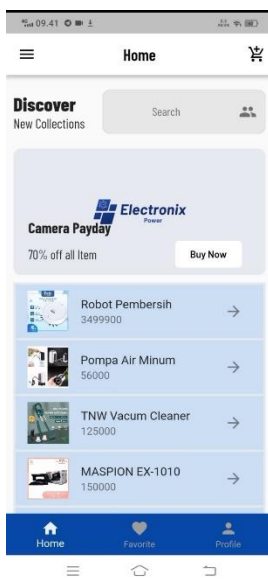 09.41
Home
Discover
New Collections
Search
Electronix
Power
Camera Payday
70% off all Item
Buy Now
Robot Pembersih
3499900
Pompa Air Minum
56000
TNW Vacum Cleaner
125000
MASPION EX-1010
150000
Home
Favorite
Profile